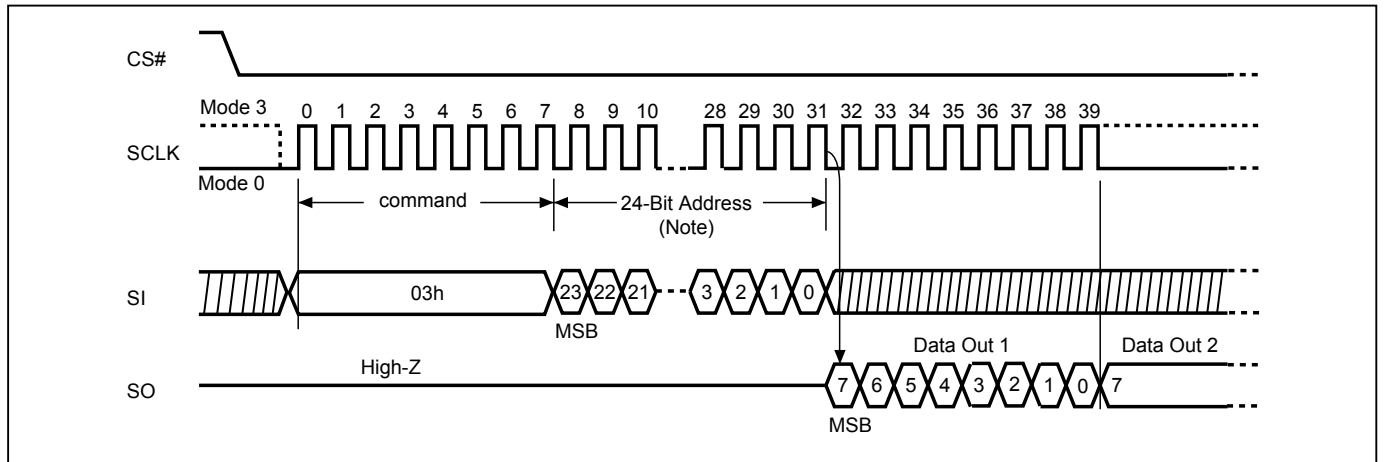 CS#
Mode 3
0 1 2 3 4 5 6 7 8 9 10 28 29 30 31 32 33 34 35 36 37 38 39
SCLK
Mode 0
command
24-Bit Address
(Note)
SI
03h
23 22 21 3 2 1 0
MSB
Data Out 1
Data Out 2
High-Z
SO
7 6 5 4 3 2 1 0 7
MSB